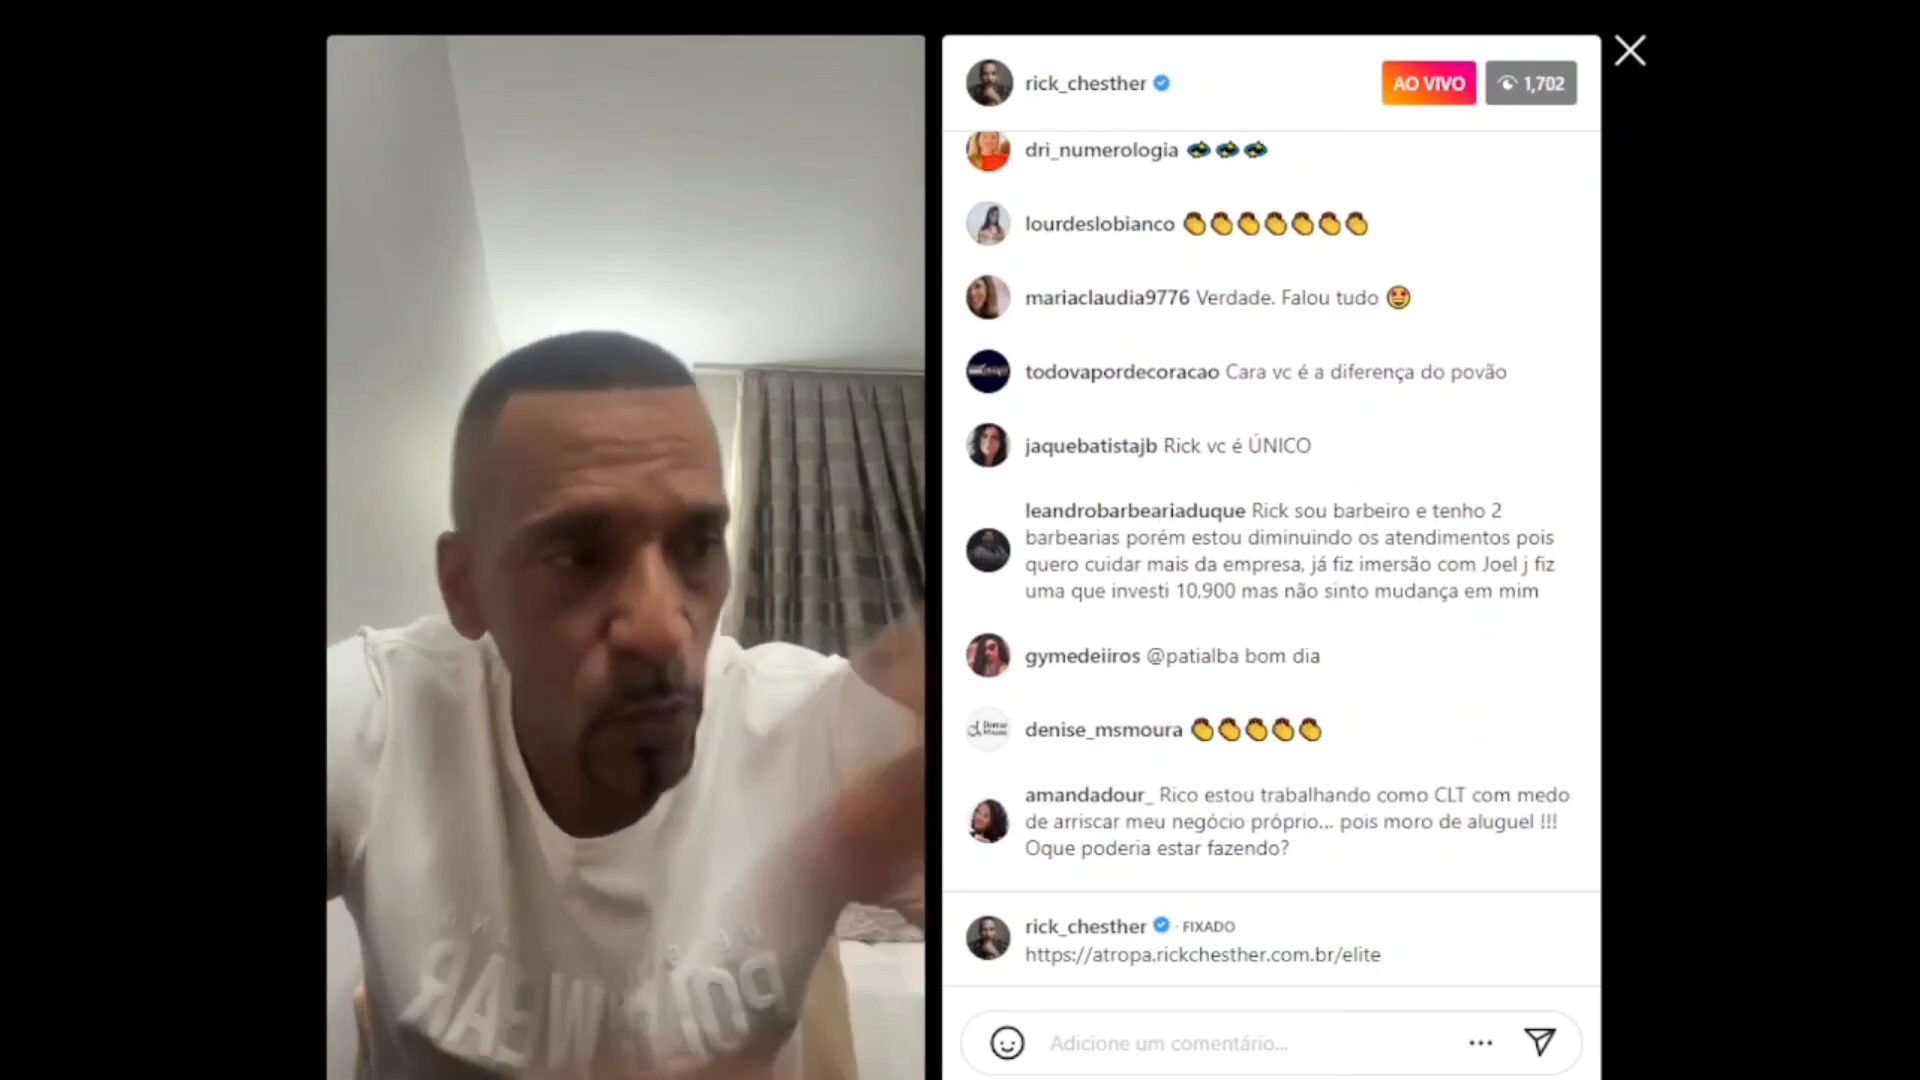 rick_chesther
AO VIVO
1,702
dri_numerologia
lourdeslobianco
mariaclaudia9776 Verdade. Falou tudo
todovapordecoracao Cara vc é a diferença do povão
jaquebatistajb Rick vc é ÚNICO
leandrobarbeariaduque Rick sou barbeiro e tenho 2
barbearias porém estou diminuindo os atendimentos pois
quero cuidar mais da empresa, já fiz imersão com Joel j fiz
uma que investi 10,900 mas não sinto mudança em mim
gymedeiiros @patialba bom dia
denise_msmoura
amandadour_ Rico estou trabalhando como CLT com medo
de arriscar meu negócio próprio... pois moro de aluguel !!!
Oque poderia estar fazendo?
rick_chesther · FIXADO
https://atropa.rickchesther.com.br/elite
Adicione um comentário...